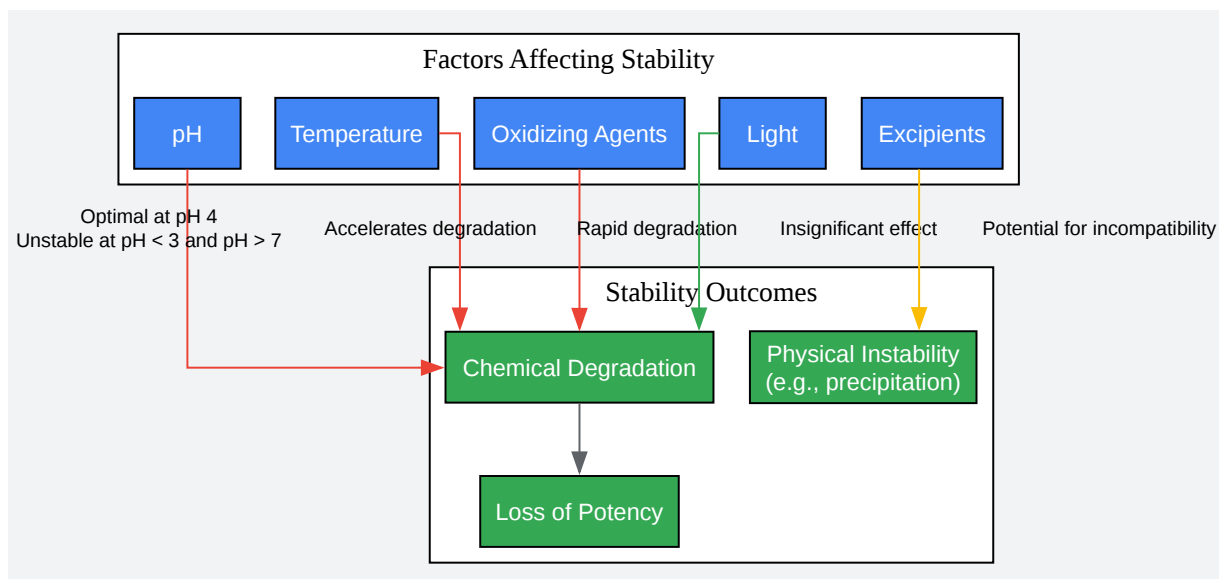 Factors Affecting Stability
pH
Temperature
Oxidizing Agents
Light
Excipients
Optimal at pH 4
Unstable at pH < 3 and pH > 7
Accelerates degradation
Rapid degradation
Insignificant effect
Potential for incompatibility
Stability Outcomes
Chemical Degradation
Physical Instability
(e.g., precipitation)
Loss of Potency